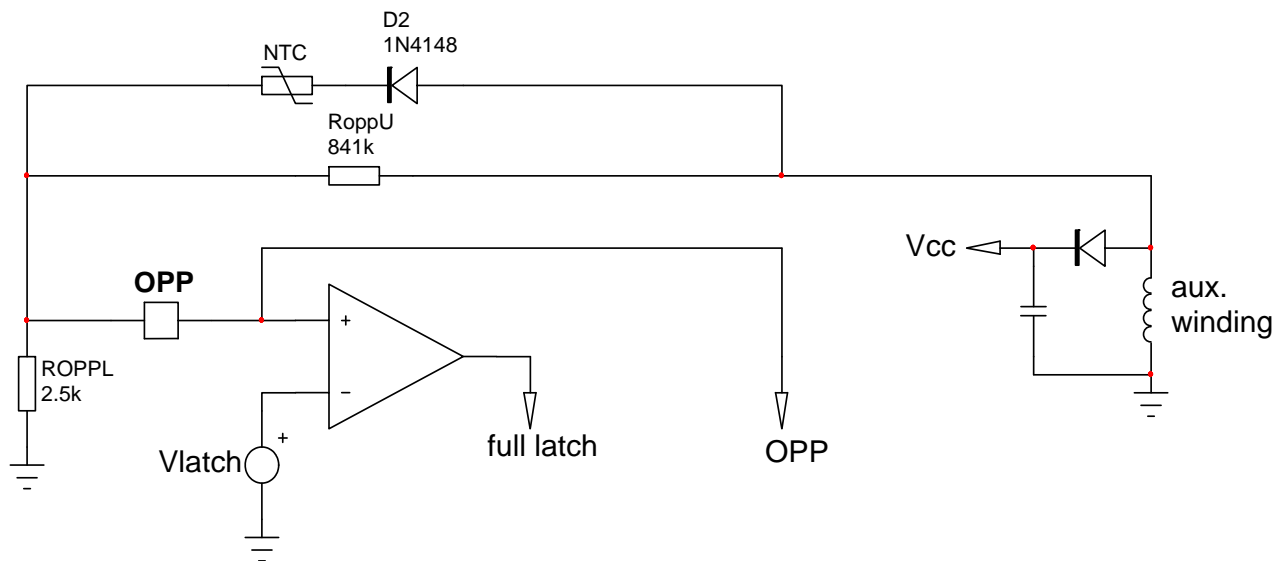 D2
1N4148
NTC
RoppU
841k
Vcc
OPP
aux.
winding
+
ROPPL
2.5k
–
+
full latch
OPP
Vlatch